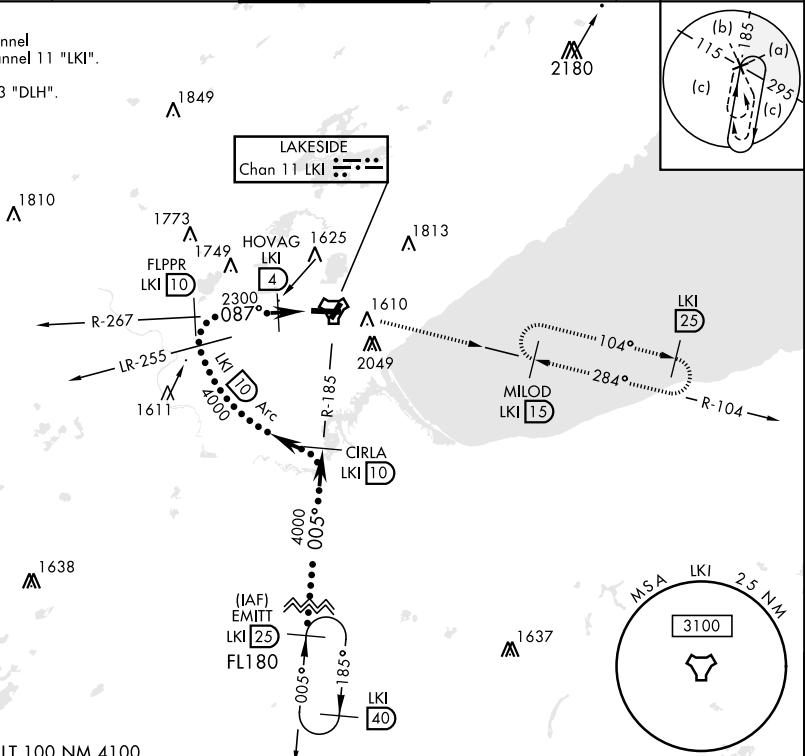 nnel
annel 11 "LKI".
3 "DLH".
2180
(b)
185
115
(a)
295
(c)
(c)
1849
LAKESIDE
Chan 11 LKI
1810
1773
1749
HOVAG
LKI
4
1625
1813
FLPPR
LKI 10
2300
087°
1610
2049
R-267
LR-255
LKI 10 Arc
4000
1611
R-185
LKI
25
104°
284°
MILOD
LKI 15
R-104
CIRLA
LKI 10
4000
005°
1638
(IAF)
EMITT
LKI 25
FL180
005°
185°
LKI
40
1637
MSA LKI 25 NM
3100
LT 100 NM 4100